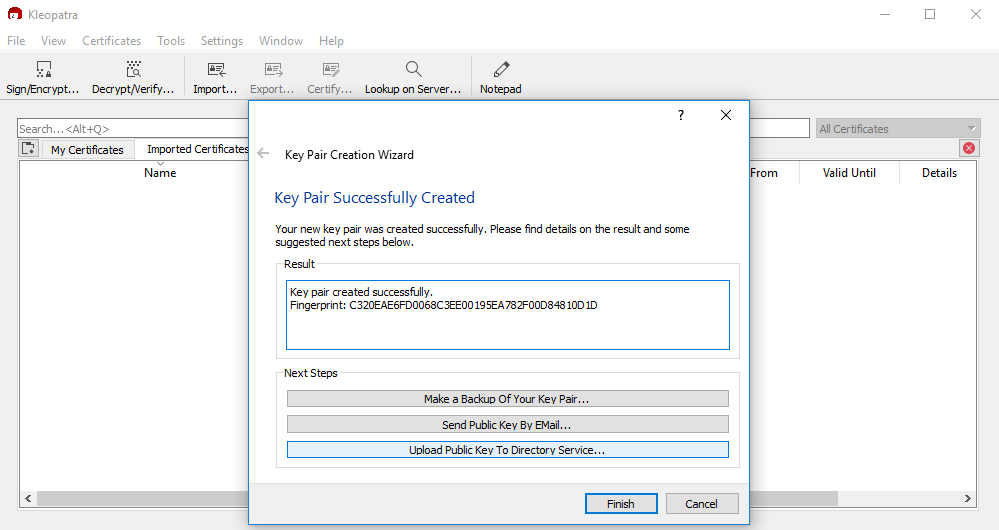 Kleopatra
File View Certificates Tools Settings Window Help
Sign/Encrypt... Decrypt/Verify... Import... Export... Certify... Lookup on Server... Notepad
?
Search...<Alt+Q> All Certificates
My Certificates Imported Certificates
Key Pair Creation Wizard
Name From Valid Until Details
Key Pair Successfully Created
Your new key pair was created successfully. Please find details on the result and some
suggested next steps below.
Result
Key pair created successfully.
Fingerprint: C320EAE6FD0068C3EE00195EA782F00D84810D1D
Next Steps
Make a Backup Of Your Key Pair...
Send Public Key By EMail...
Upload Public Key To Directory Service...
Finish Cancel